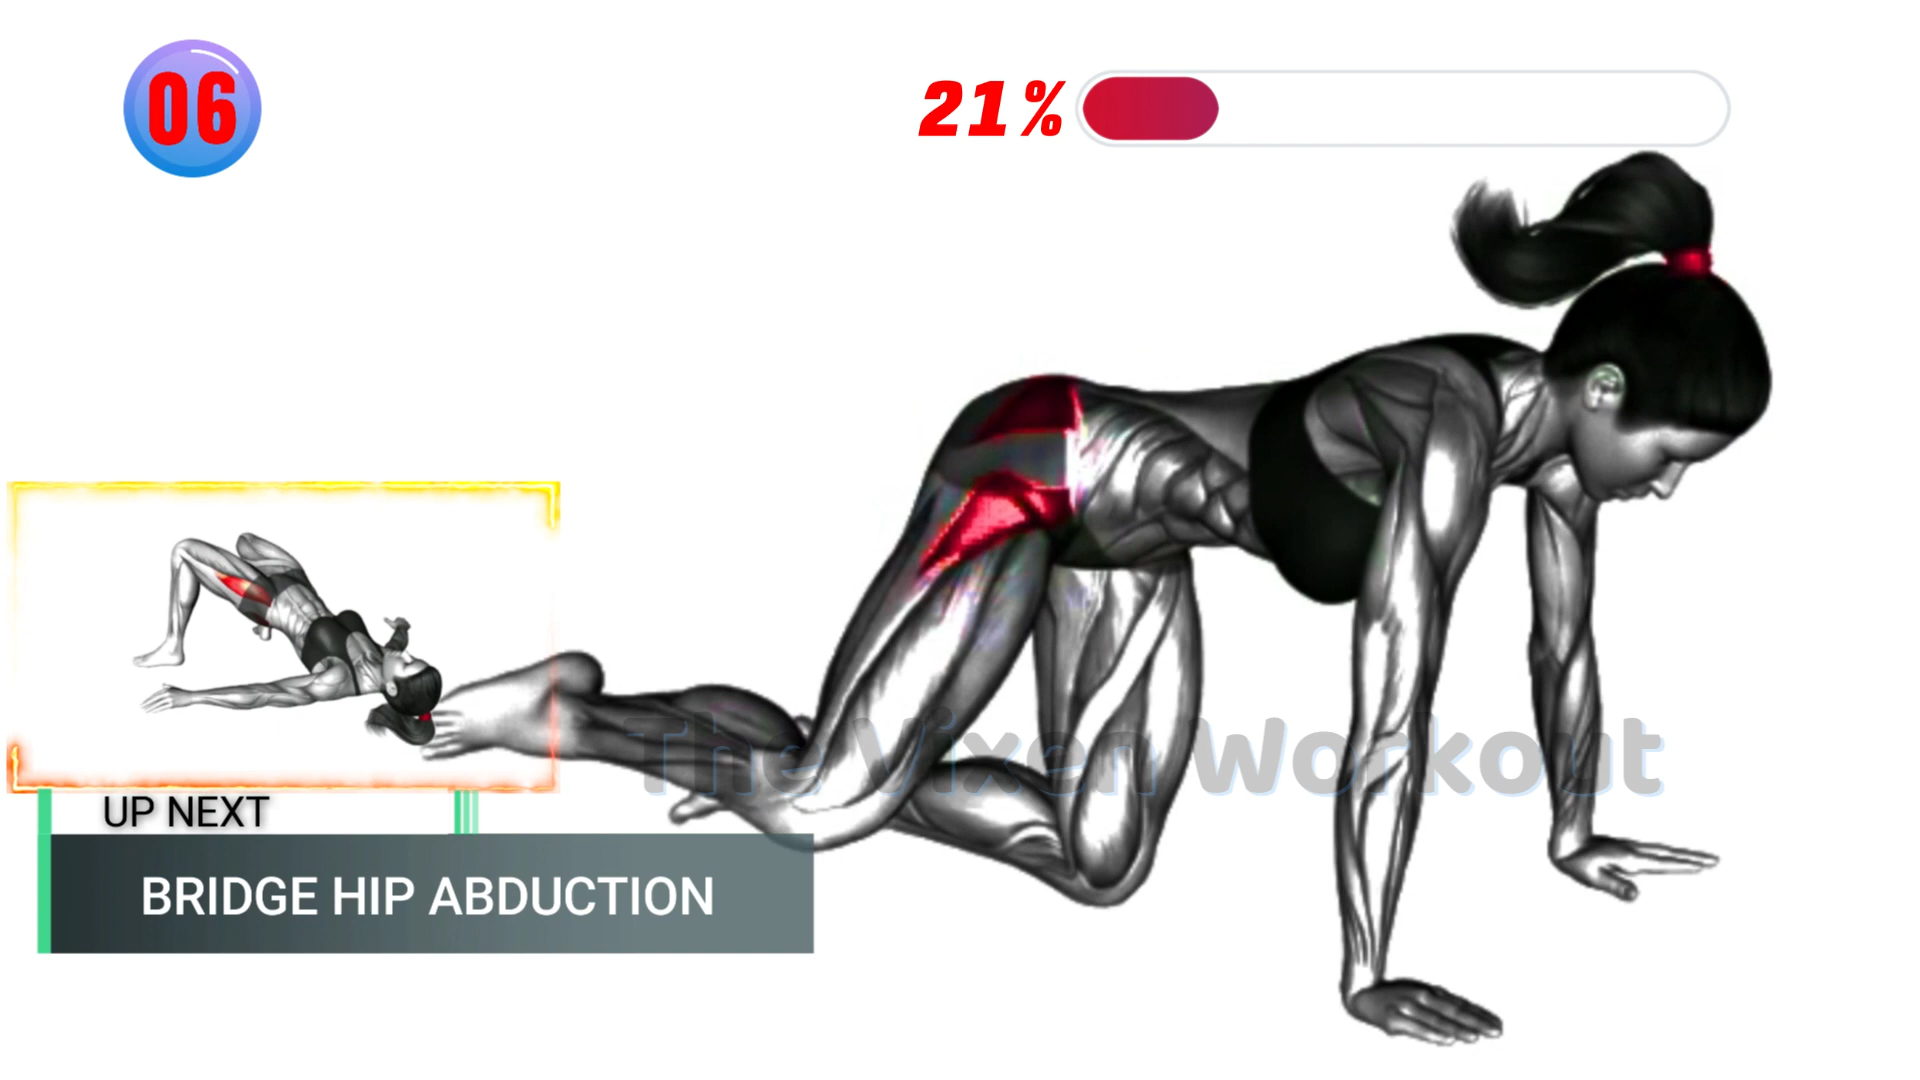 06
21%
The Vixen Workout
UP NEXT
BRIDGE HIP ABDUCTION